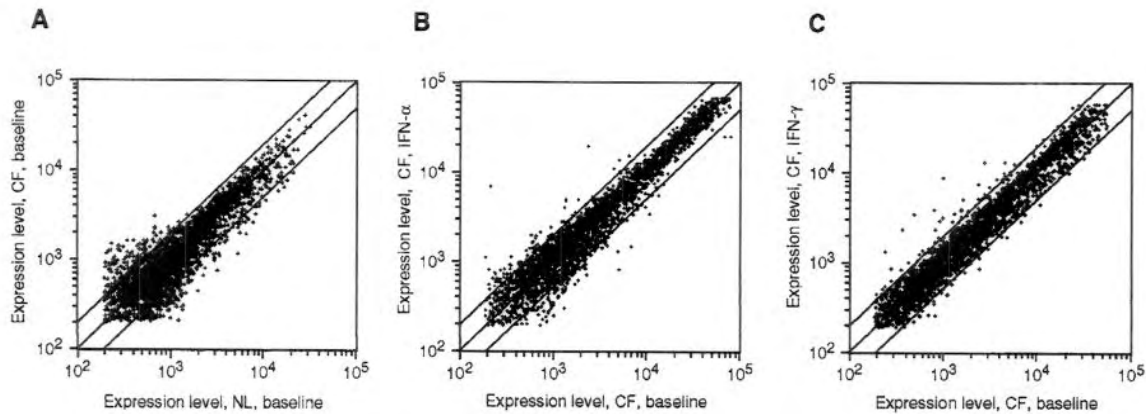 A
B
C
Expression level, CF, baseline
10^5
10^4
10^3
10^2
10^2
10^3
10^4
10^5
Expression level, NL, baseline
Expression level, CF, IFN-α
10^5
10^4
10^3
10^2
10^2
10^3
10^4
10^5
Expression level, CF, baseline
Expression level, CF, IFN-γ
10^5
10^4
10^3
10^2
10^2
10^3
10^4
10^5
Expression level, CF, baseline